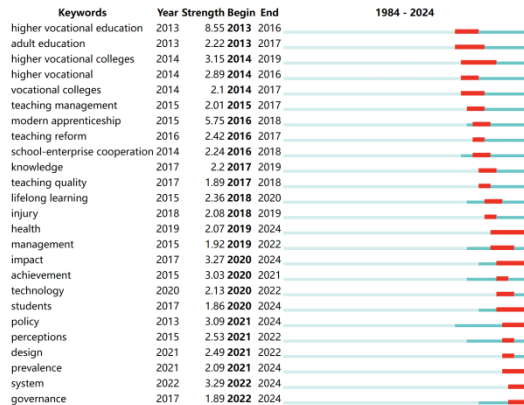 Keywords Year Strength Begin End 1984 - 2024
higher vocational education 2013 8.55 2013 2016
adult education 2013 2.22 2013 2017
higher vocational colleges 2014 3.15 2014 2019
higher vocational 2014 2.89 2014 2016
vocational colleges 2014 2.1 2014 2017
teaching management 2015 2.01 2015 2017
modern apprenticeship 2015 5.75 2016 2018
teaching reform 2016 2.42 2016 2017
school-enterprise cooperation 2014 2.24 2016 2018
knowledge 2017 2.2 2017 2019
teaching quality 2017 1.89 2017 2018
lifelong learning 2015 2.36 2018 2020
injury 2018 2.08 2018 2019
health 2019 2.07 2019 2024
management 2015 1.92 2019 2022
impact 2017 3.27 2020 2024
achievement 2015 3.03 2020 2021
technology 2020 2.13 2020 2022
students 2017 1.86 2020 2024
policy 2013 3.09 2021 2024
perceptions 2015 2.53 2021 2022
design 2021 2.49 2021 2022
prevalence 2021 2.09 2021 2024
system 2022 3.29 2022 2024
governance 2017 1.89 2022 2024